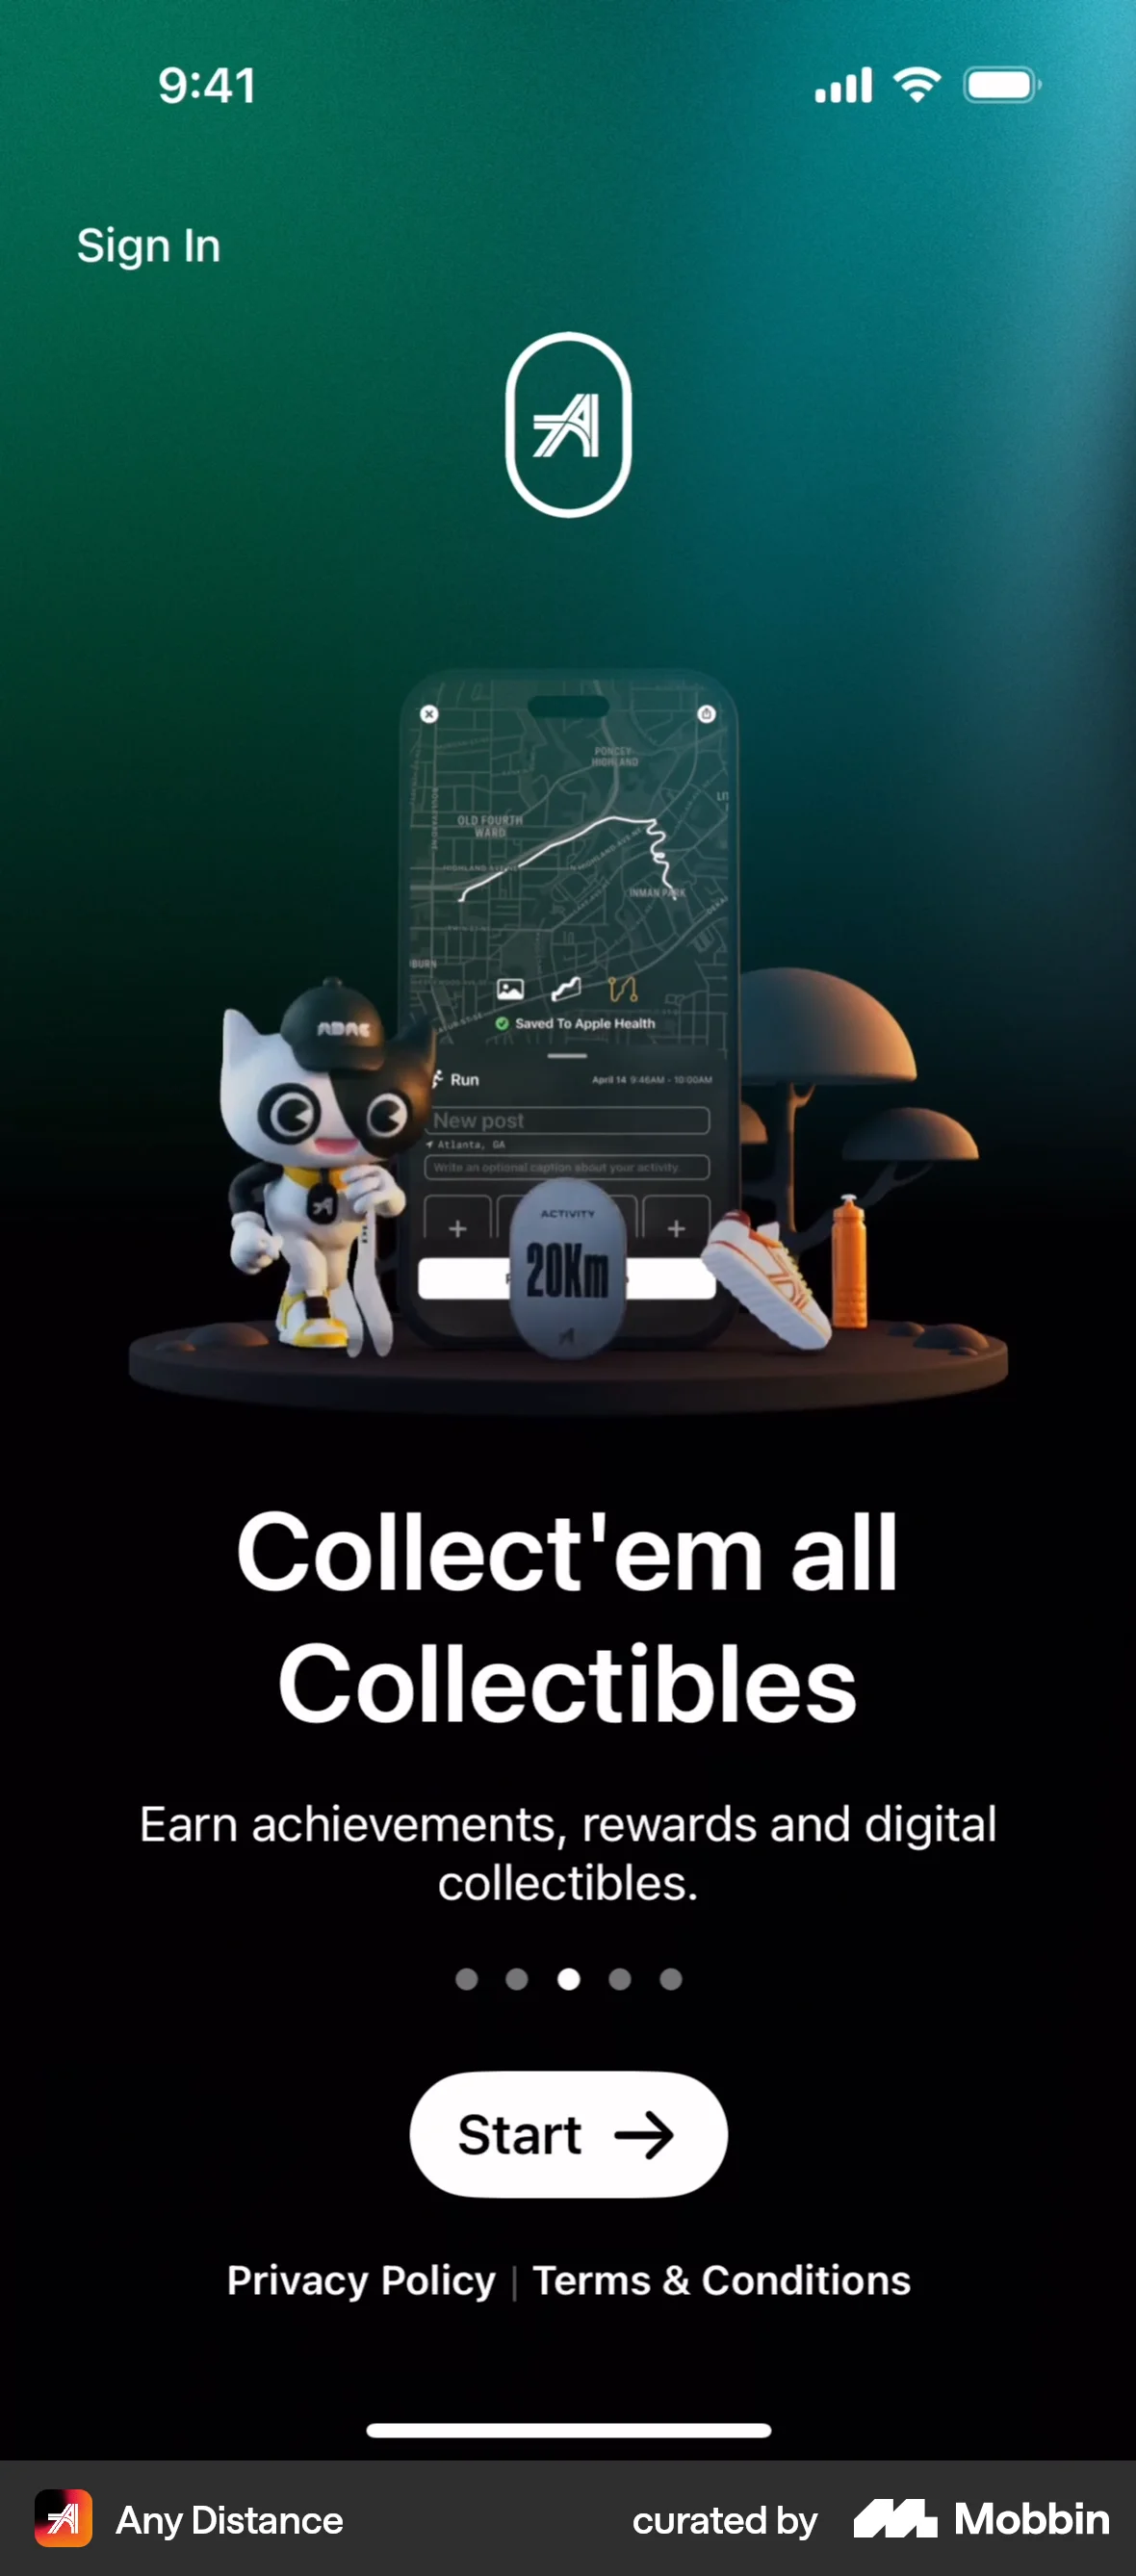 9:41
Sign In
PONCEY-
HIGHLAND
OLD FOURTH
WARD
INMAN PARK
BURN
Saved To Apple Health
Run
April 14 9:46AM - 10:00AM
New post
Atlanta, GA
Write an optional caption about your activity
ADAC
ACTIVITY
20Km
Collect'em all
Collectibles
Earn achievements, rewards and digital
collectibles.
Start
Privacy Policy | Terms & Conditions
Any Distance
curated by Mobbin